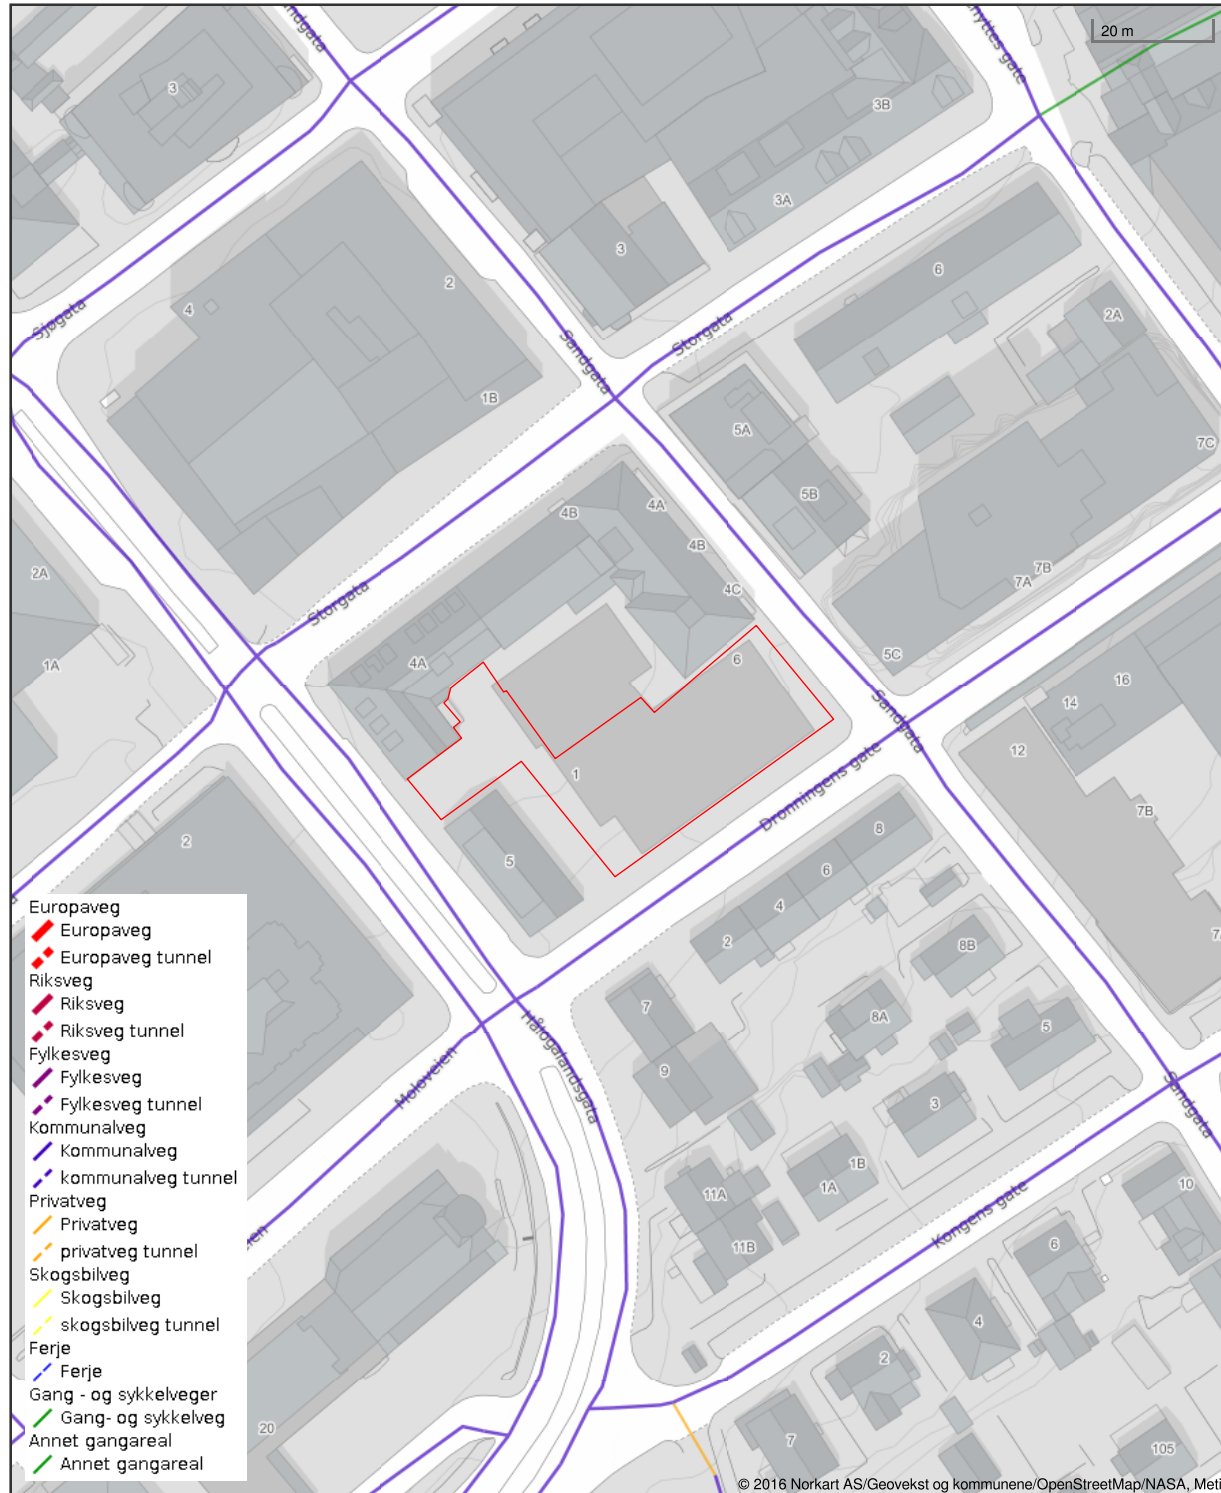 20 m
3
3B
3A
3
2
4
Sjøgata
1B
Sandgata
Storgata
6
2A
7C
5A
5B
4B
4A
4B
4C
7B
7A
5C
2A
1A
Storgata
4A
6
1
5
2
Sandgata
Dronningens gate
14
16
12
7B
8
6
4
2
8B
8A
5
3
7
9
Moloveien
Hålogalandsgata
1B
1A
11A
11B
Sandgata
10
Kongens gate
6
4
2
7
105
20
Europaveg
Europaveg
Europaveg tunnel
Riksveg
Riksveg
Riksveg tunnel
Fylkesveg
Fylkesveg
Fylkesveg tunnel
Kommunalveg
Kommunalveg
kommunalveg tunnel
Privatveg
Privatveg
privatveg tunnel
Skogsbilveg
Skogsbilveg
skogsbilveg tunnel
Ferje
Ferje
Gang - og sykkelveger
Gang- og sykkelveg
Annet gangareal
Annet gangareal
© 2016 Norkart AS/Geovekst og kommunene/OpenStreetMap/NASA, Meti